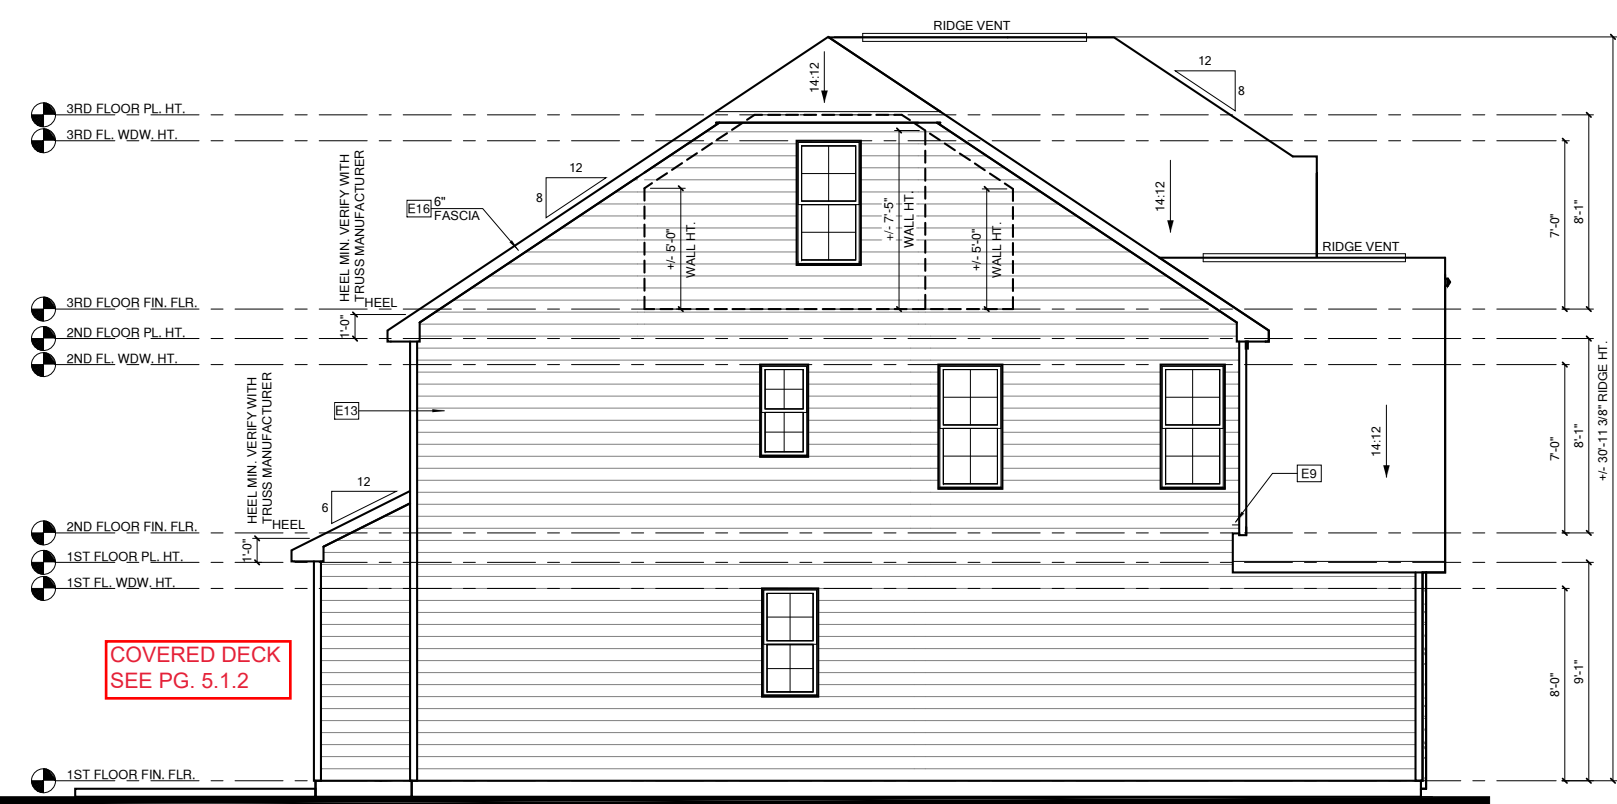 RIDGE VENT
12
8
14:12
3RD FLOOR PL. HT.
3RD FL. WDW. HT.
HEEL MIN. VERIFY WITH
TRUSS MANUFACTURER
12
8
E16
6"
FASCIA
14:12
+/- 7'-5"
WALL HT.
+/- 5'-0"
WALL HT.
+/- 5'-0"
WALL HT.
7'-0"
8'-1"
RIDGE VENT
3RD FLOOR FIN. FLR.
HEEL
1'-0"
2ND FLOOR PL. HT.
2ND FL. WDW. HT.
+/- 30'-11 3/8" RIDGE HT.
HEEL MIN. VERIFY WITH
TRUSS MANUFACTURER
E13
14:12
7'-0"
8'-1"
E9
12
6
2ND FLOOR FIN. FLR.
HEEL
1'-0"
1ST FLOOR PL. HT.
1ST FL. WDW. HT.
COVERED DECK
SEE PG. 5.1.2
8'-0"
9'-1"
1ST FLOOR FIN. FLR.